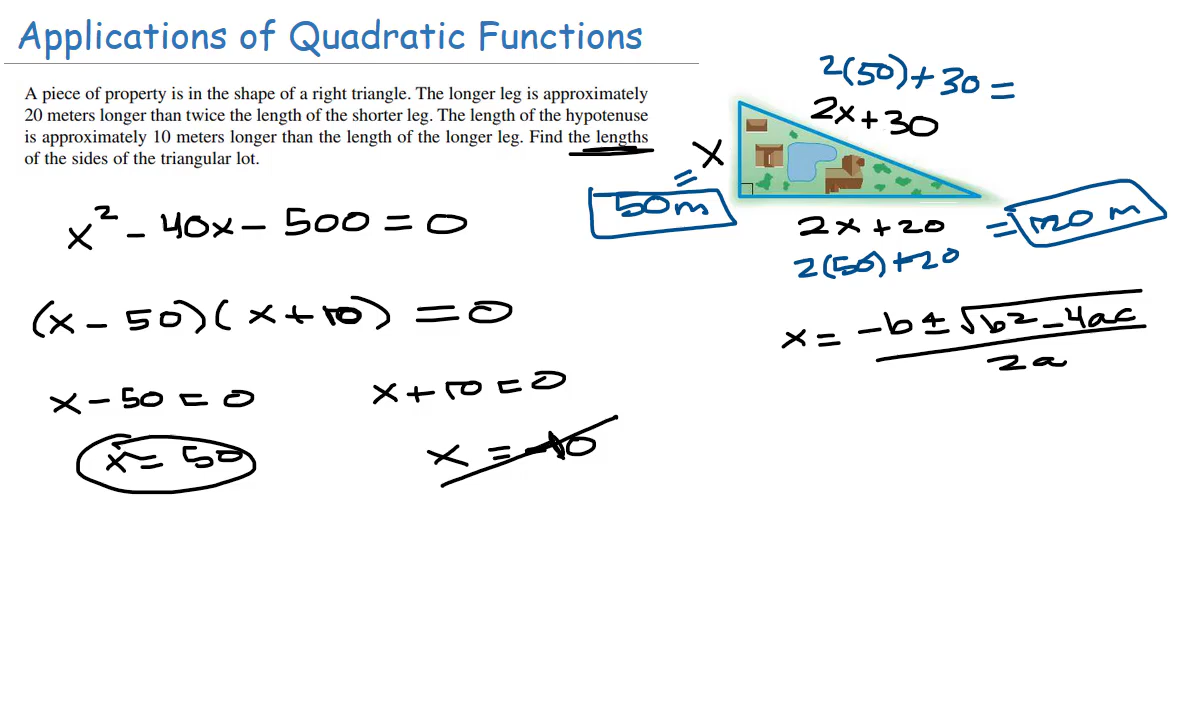 Applications of Quadratic Functions
A piece of property is in the shape of a right triangle. The longer leg is approximately
20 meters longer than twice the length of the shorter leg. The length of the hypotenuse
is approximately 10 meters longer than the length of the longer leg. Find the lengths
of the sides of the triangular lot.
2(50)+30 =
2x+30
x
= 50m
2x+20 = 120 m
2(50)+20
x² - 40x - 500 = 0
(x - 50)(x + 10) = 0
x = -b ± √b² - 4ac
2a
x - 50 = 0
x + 10 = 0
x = 50
x = -10